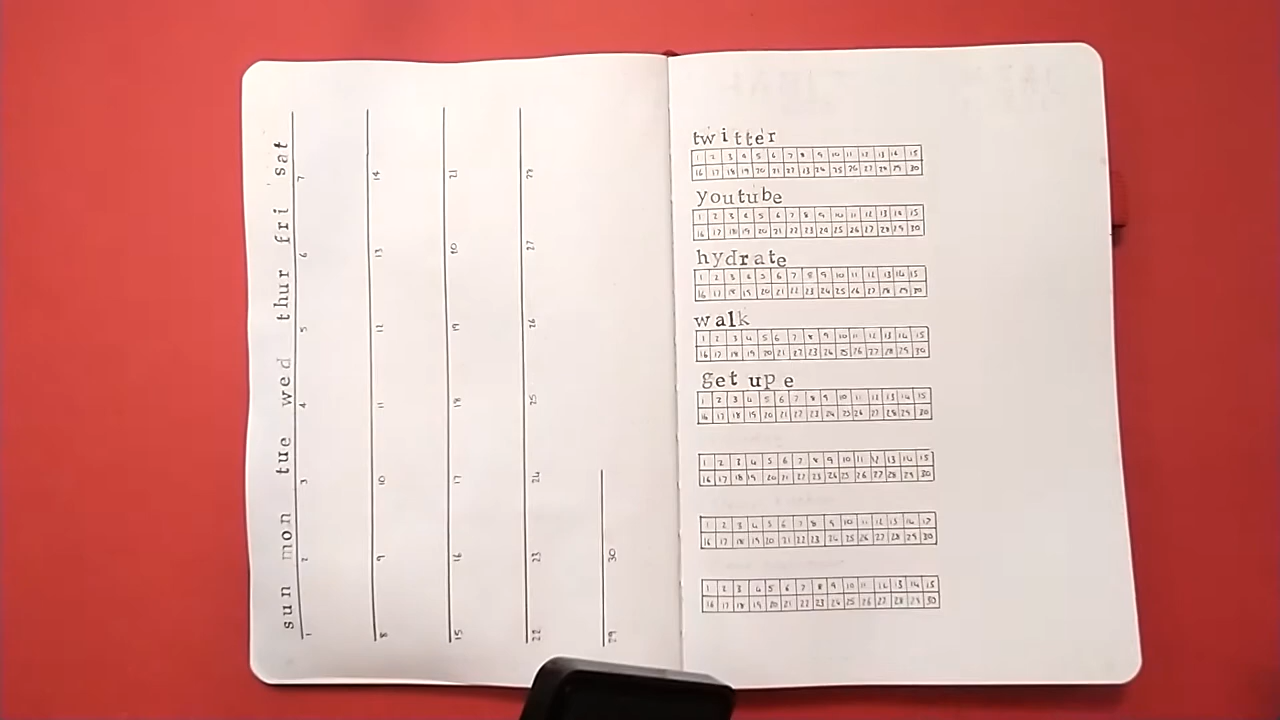 sun mon tue wed thur fri sat
1 2 3 4 5 6 7
8 9 10 11 12 13 14
15 16 17 18 19 20 21
22 23 24 25 26 27 28
29 30
twitter
1 2 3 4 5 6 7 8 9 10 11 12 13 14 15
16 17 18 19 20 21 22 23 24 25 26 27 28 29 30
youtube
1 2 3 4 5 6 7 8 9 10 11 12 13 14 15
16 17 18 19 20 21 22 23 24 25 26 27 28 29 30
hydrate
1 2 3 4 5 6 7 8 9 10 11 12 13 14 15
16 17 18 19 20 21 22 23 24 25 26 27 28 29 30
walk
1 2 3 4 5 6 7 8 9 10 11 12 13 14 15
16 17 18 19 20 21 22 23 24 25 26 27 28 29 30
get up e
1 2 3 4 5 6 7 8 9 10 11 12 13 14 15
16 17 18 19 20 21 22 23 24 25 26 27 28 29 30
1 2 3 4 5 6 7 8 9 10 11 12 13 14 15
16 17 18 19 20 21 22 23 24 25 26 27 28 29 30
1 2 3 4 5 6 7 8 9 10 11 12 13 14 15
16 17 18 19 20 21 22 23 24 25 26 27 28 29 30
1 2 3 4 5 6 7 8 9 10 11 12 13 14 15
16 17 18 19 20 21 22 23 24 25 26 27 28 29 30